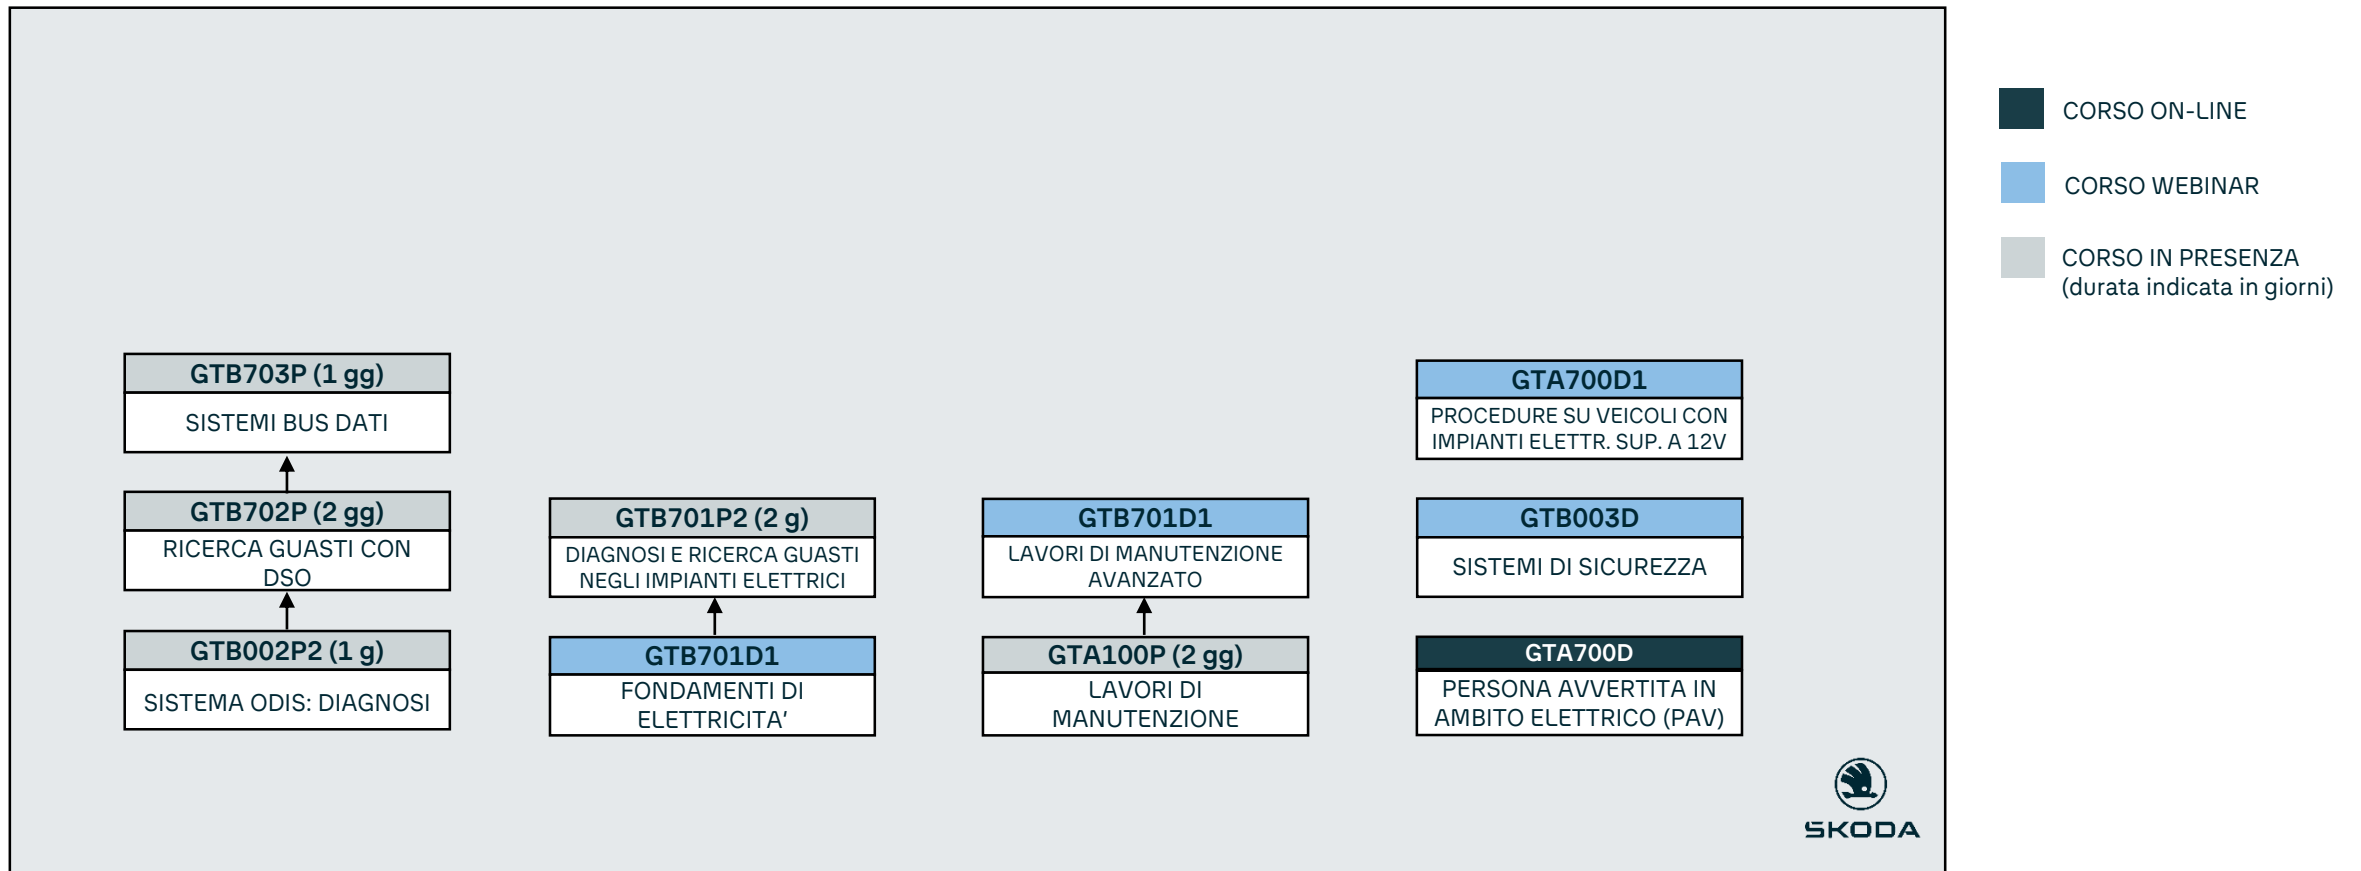 CORSO ON-LINE
CORSO WEBINAR
CORSO IN PRESENZA
(durata indicata in giorni)
GTB703P (1 gg)
SISTEMI BUS DATI
GTB702P (2 gg)
RICERCA GUASTI CON
DSO
GTB002P2 (1 g)
SISTEMA ODIS: DIAGNOSI
GTB701P2 (2 g)
DIAGNOSI E RICERCA GUASTI
NEGLI IMPIANTI ELETTRICI
GTB701D1
FONDAMENTI DI
ELETTRICITA’
GTB701D1
LAVORI DI MANUTENZIONE
AVANZATO
GTA100P (2 gg)
LAVORI DI
MANUTENZIONE
GTA700D1
PROCEDURE SU VEICOLI CON
IMPIANTI ELETTR. SUP. A 12V
GTB003D
SISTEMI DI SICUREZZA
GTA700D
PERSONA AVVERTITA IN
AMBITO ELETTRICO (PAV)
ŠKODA